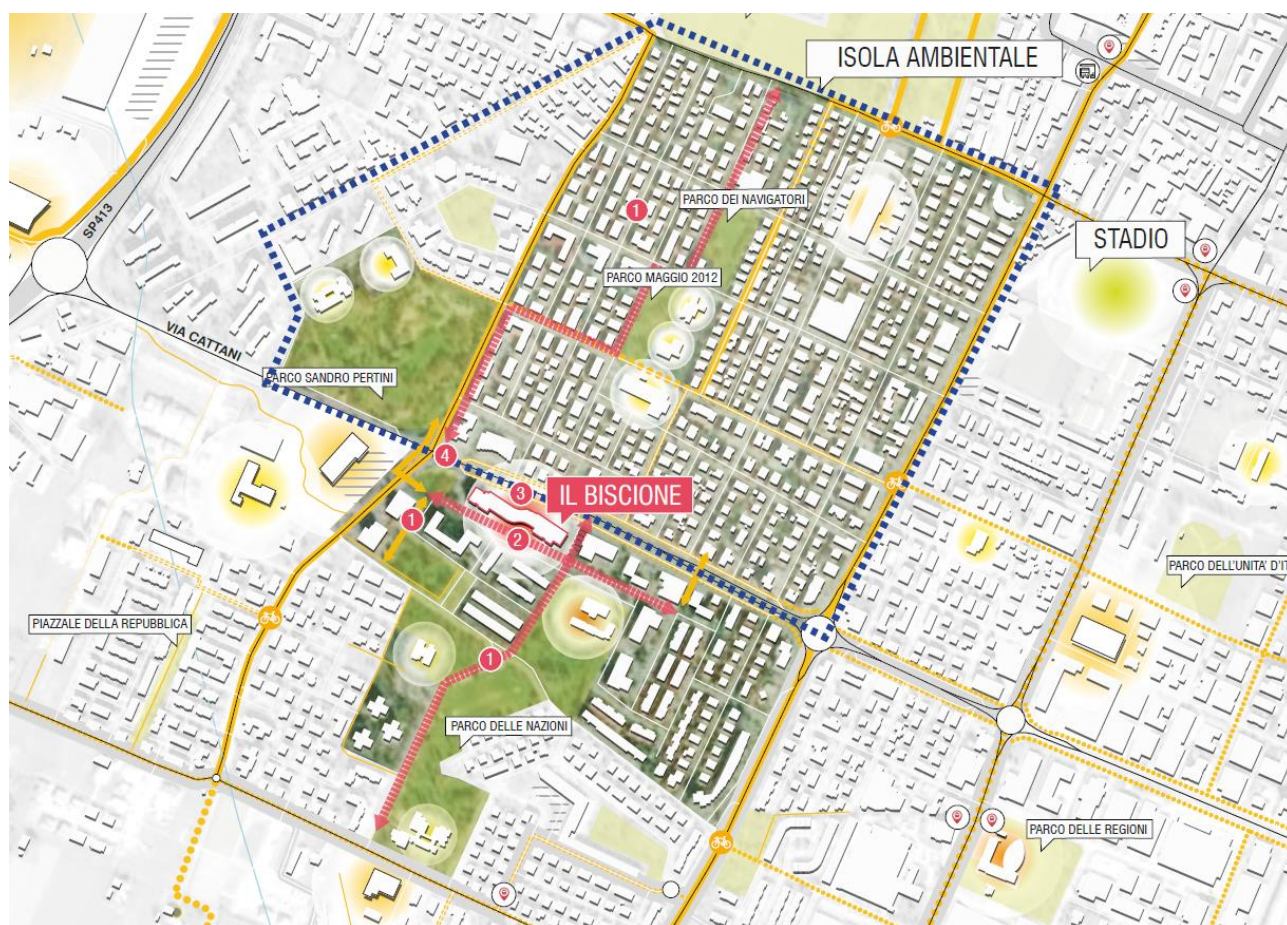 ISOLA AMBIENTALE
STADIO
SP413
PARCO DEI NAVIGATORI
1
PARCO MAGGIO 2012
VIA CATTANI
PARCO SANDRO PERTINI
4
3
IL BISCIONE
1
2
PARCO DELL'UNITA' D'IT
PIAZZALE DELLA REPUBBLICA
1
PARCO DELLE NAZIONI
PARCO DELLE REGIONI